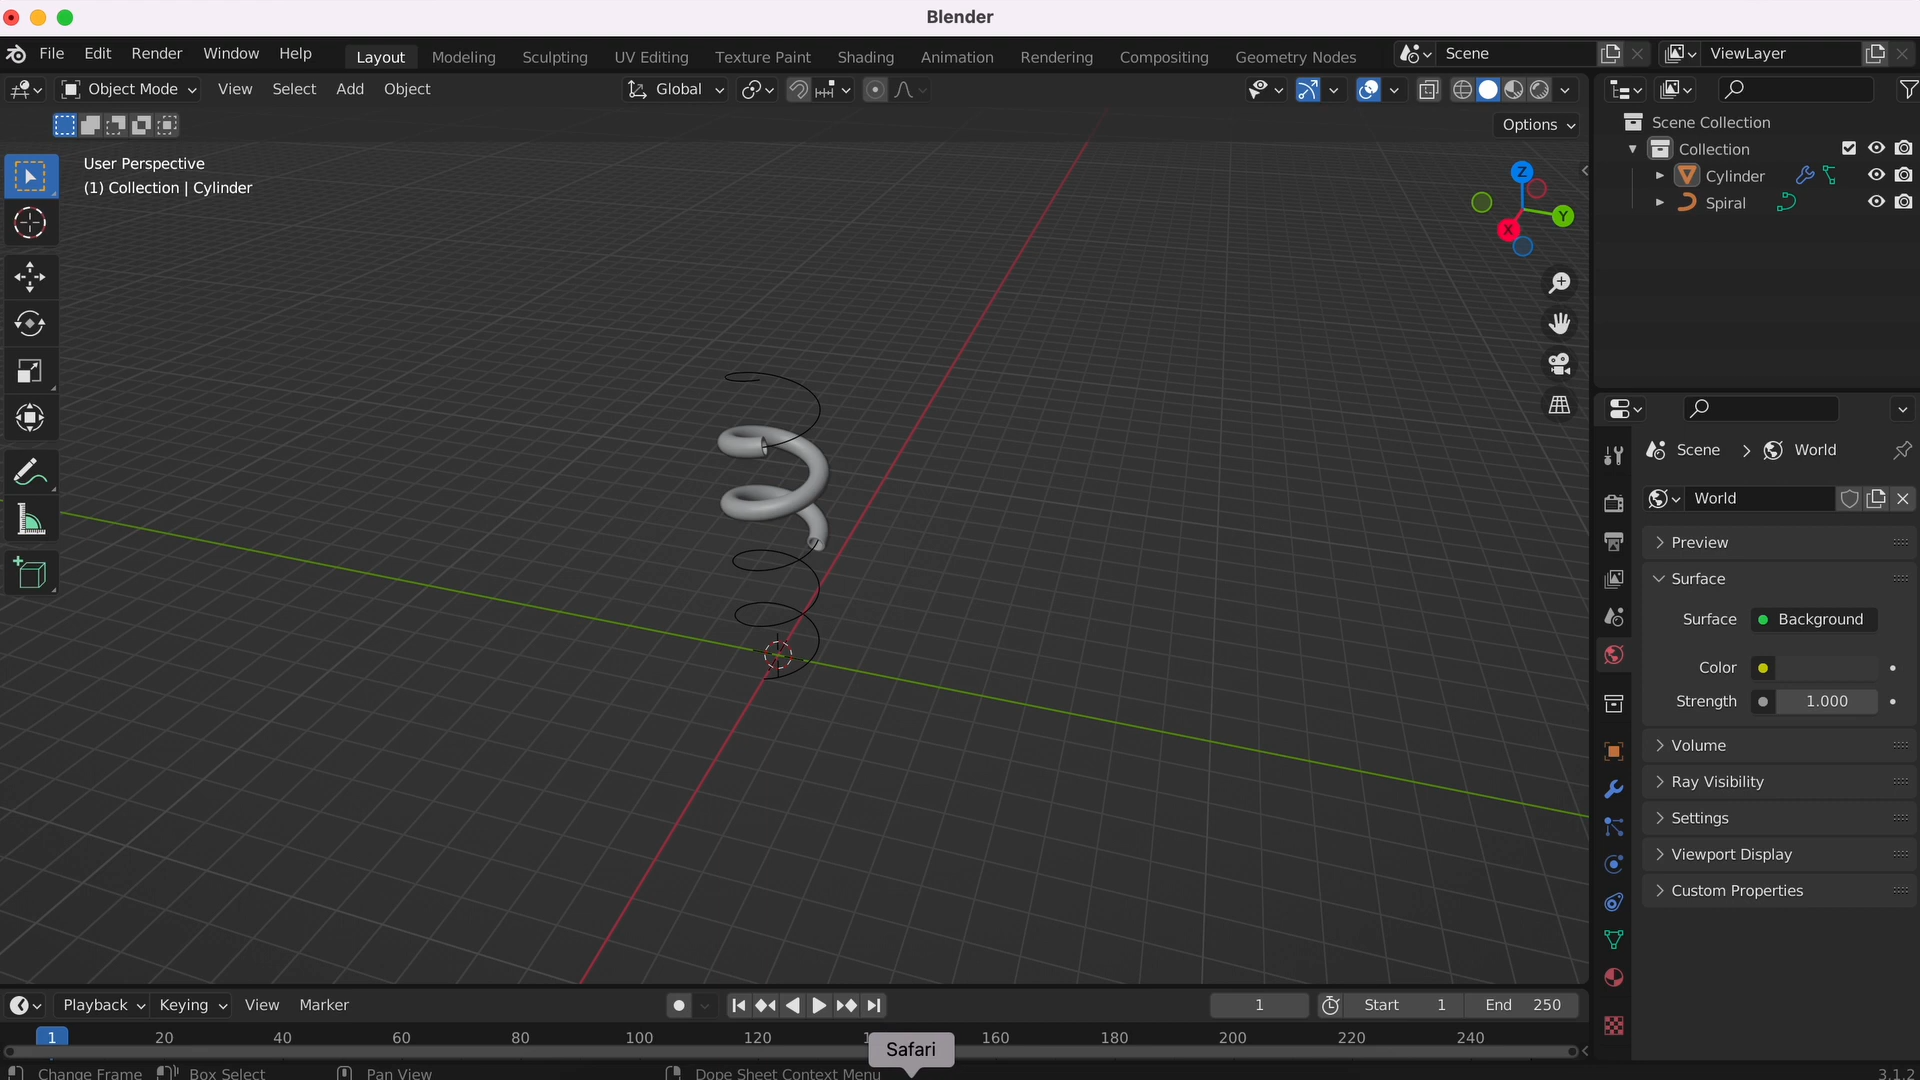 Blender
File Edit Render Window Help Layout Modeling Sculpting UV Editing Texture Paint Shading Animation Rendering Compositing Geometry Nodes Scene ViewLayer
Object Mode View Select Add Object Global
Options
User Perspective
(1) Collection | Cylinder
Z
Y
X
Scene Collection
Collection
Cylinder
Spiral
Scene > World
World
Preview
Surface
Surface Background
Color
Strength 1.000
Volume
Ray Visibility
Settings
Viewport Display
Custom Properties
Playback Keying View Marker 1 Start 1 End 250
1 20 40 60 80 100 120 160 180 200 220 240
Safari
Change Frame Box Select Pan View Dope Sheet Context Menu 3.1.2